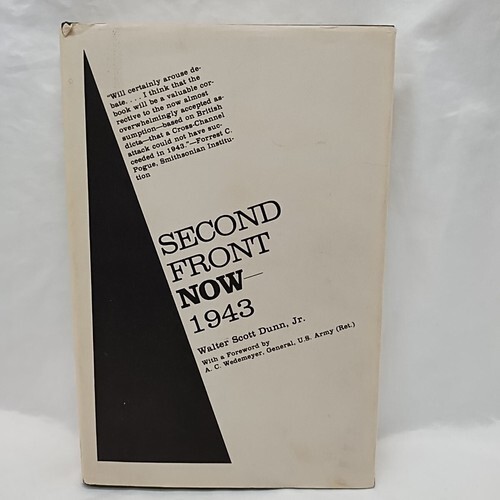 "Will certainly arouse de-
bate. . . . I think that the
book will be a valuable cor-
rective to the now almost
overwhelmingly accepted as-
sumption—based on British
dicta—that a Cross-Channel
attack could not have suc-
ceeded in 1943."—Forrest C.
Pogue, Smithsonian Institu-
tion
SECOND
FRONT
NOW—
1943
Walter Scott Dunn, Jr.
With a Foreword by
A. C. Wedemeyer, General, U.S. Army (Ret.)